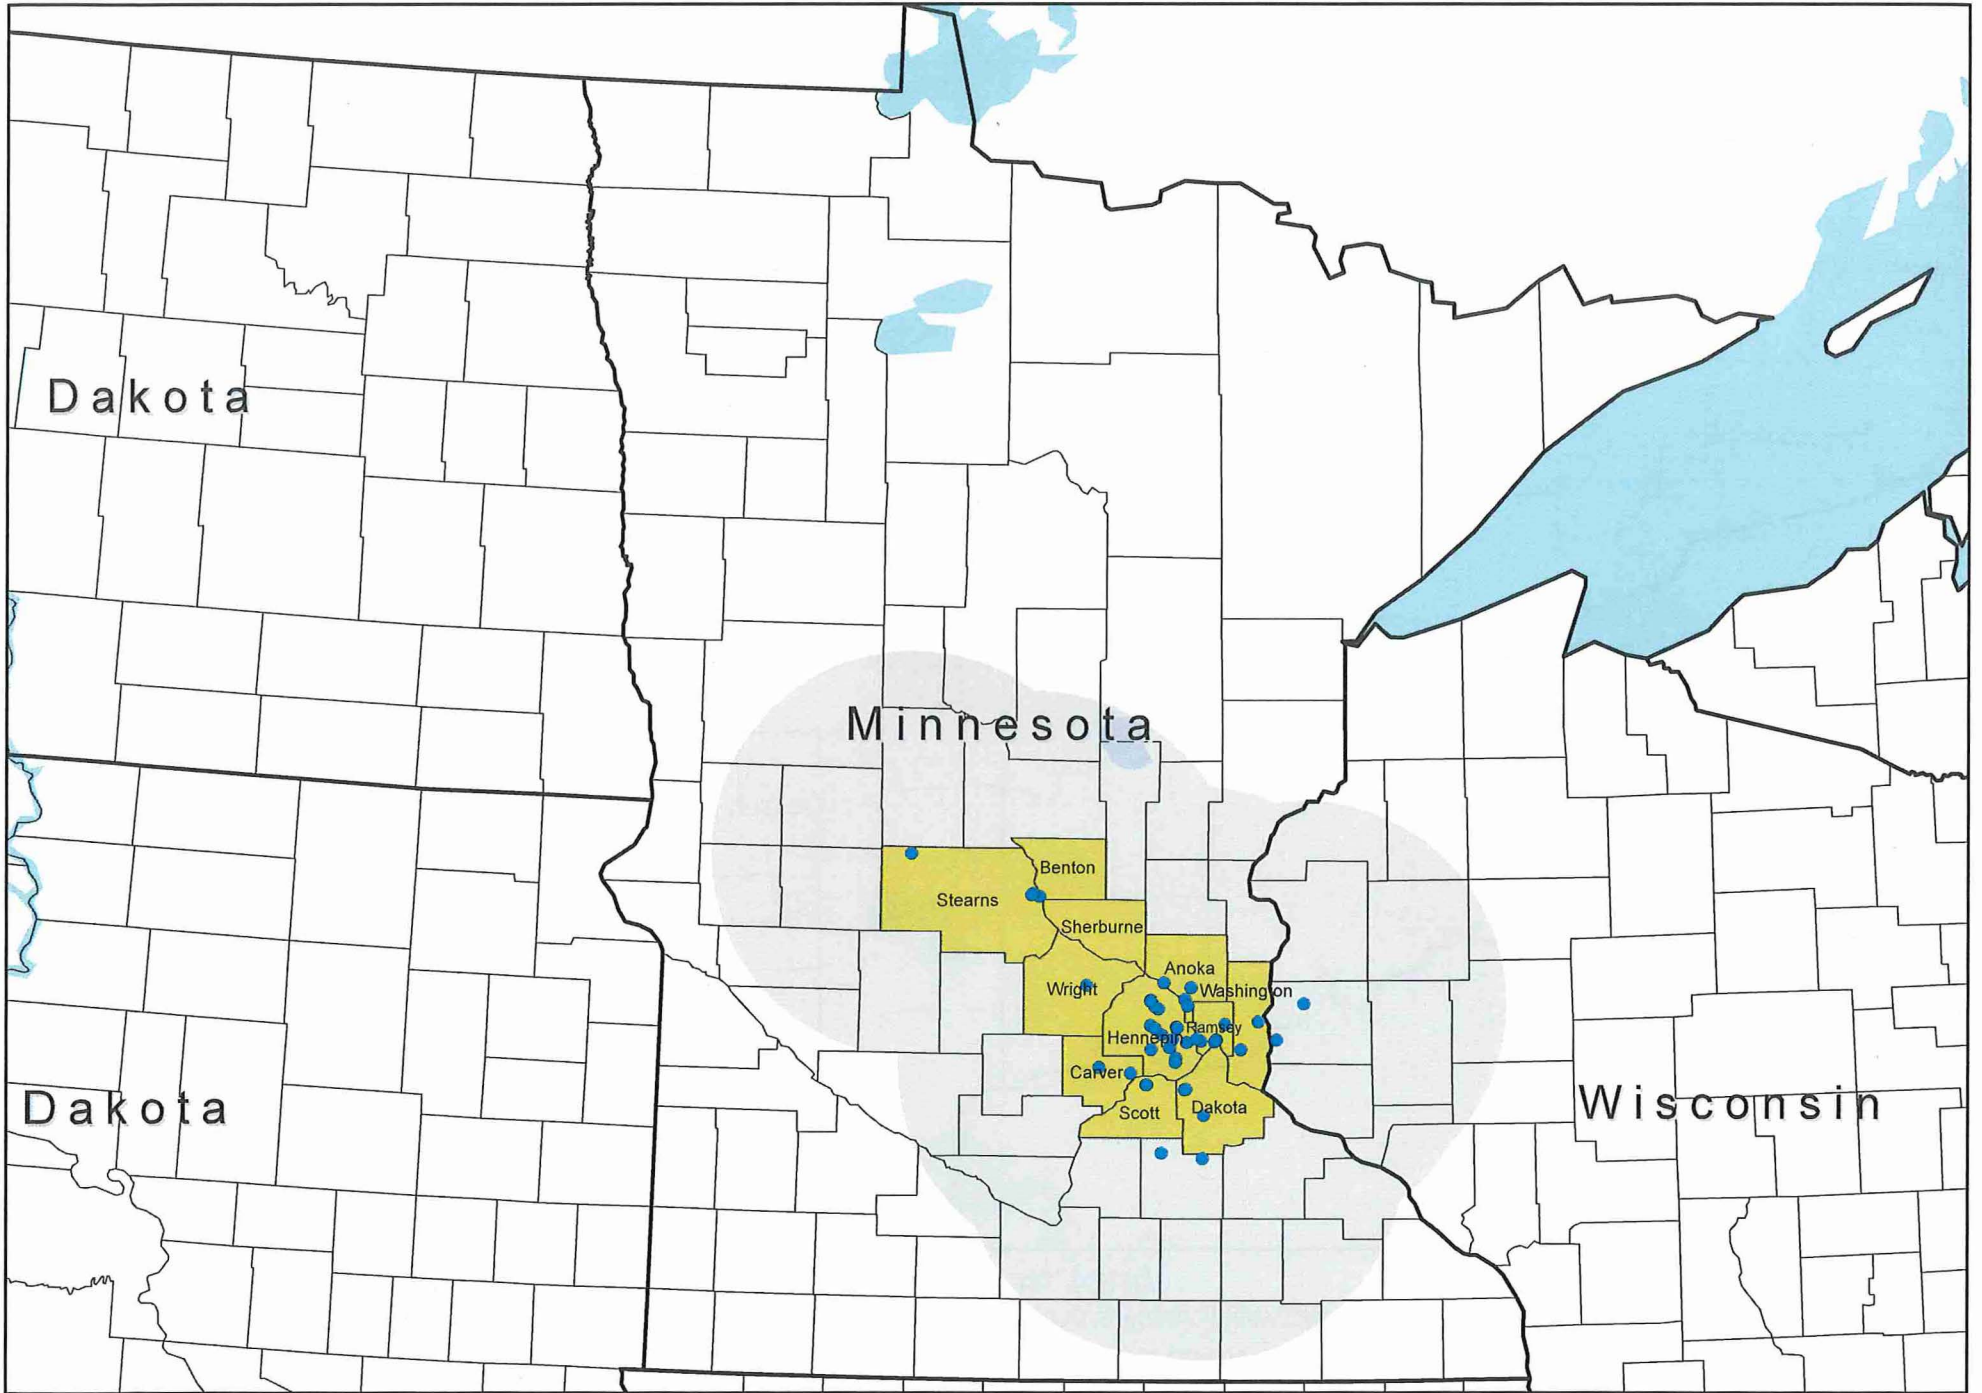 Dakota
Minnesota
Benton
Stearns
Sherburne
Anoka
Wright
Washington
Ramsey
Hennepin
Carver
Scott
Dakota
Dakota
Wisconsin